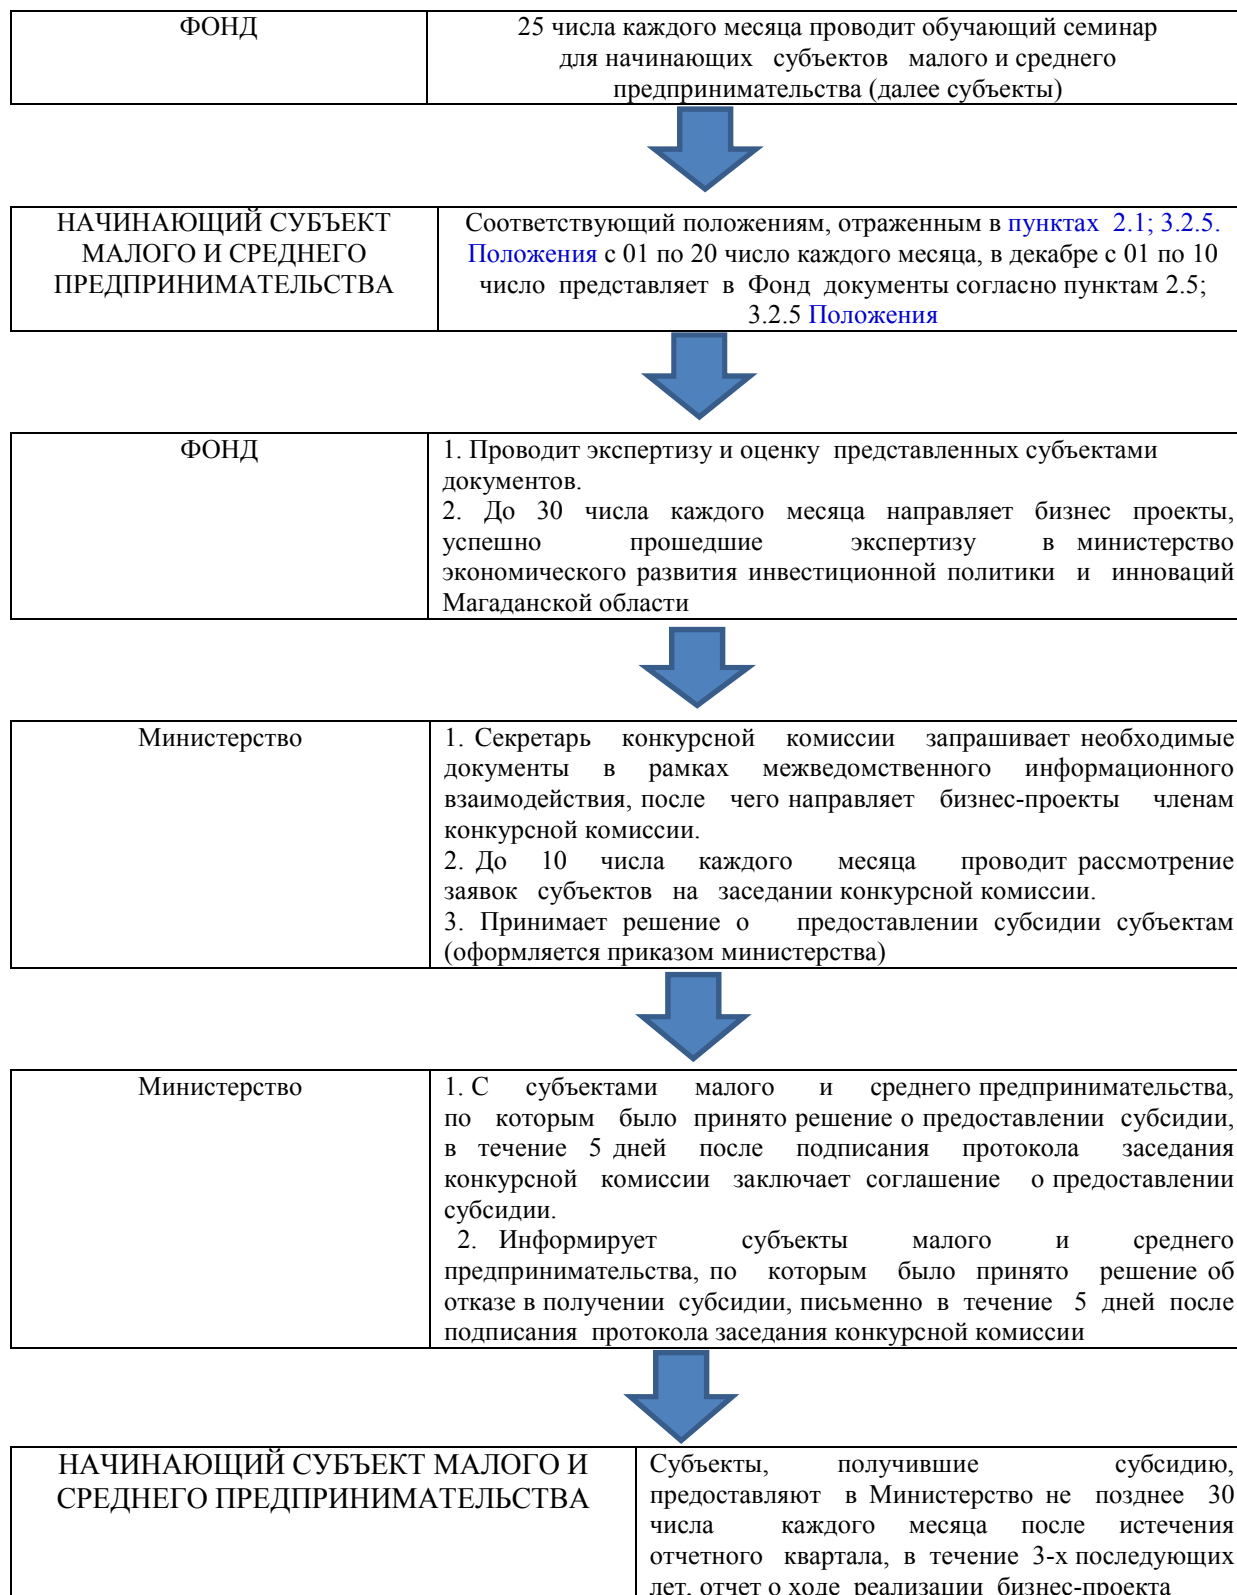 ФОНД
25 числа каждого месяца проводит обучающий семинар
для начинающих субъектов малого и среднего
предпринимательства (далее субъекты)
НАЧИНАЮЩИЙ СУБЪЕКТ
МАЛОГО И СРЕДНЕГО
ПРЕДПРИНИМАТЕЛЬСТВА
Соответствующий положениям, отраженным в пунктах 2.1; 3.2.5.
Положения с 01 по 20 число каждого месяца, в декабре с 01 по 10
число представляет в Фонд документы согласно пунктам 2.5;
3.2.5 Положения
ФОНД
1. Проводит экспертизу и оценку представленных субъектами
документов.
2. До 30 числа каждого месяца направляет бизнес проекты,
успешно прошедшие экспертизу в министерство
экономического развития инвестиционной политики и инноваций
Магаданской области
Министерство
1. Секретарь конкурсной комиссии запрашивает необходимые
документы в рамках межведомственного информационного
взаимодействия, после чего направляет бизнес-проекты членам
конкурсной комиссии.
2. До 10 числа каждого месяца проводит рассмотрение
заявок субъектов на заседании конкурсной комиссии.
3. Принимает решение о предоставлении субсидии субъектам
(оформляется приказом министерства)
Министерство
1. С субъектами малого и среднего предпринимательства,
по которым было принято решение о предоставлении субсидии,
в течение 5 дней после подписания протокола заседания
конкурсной комиссии заключает соглашение о предоставлении
субсидии.
2. Информирует субъекты малого и среднего
предпринимательства, по которым было принято решение об
отказе в получении субсидии, письменно в течение 5 дней после
подписания протокола заседания конкурсной комиссии
НАЧИНАЮЩИЙ СУБЪЕКТ МАЛОГО И
СРЕДНЕГО ПРЕДПРИНИМАТЕЛЬСТВА
Субъекты, получившие субсидию,
предоставляют в Министерство не позднее 30
числа каждого месяца после истечения
отчетного квартала, в течение 3-х последующих
лет, отчет о ходе реализации бизнес-проекта